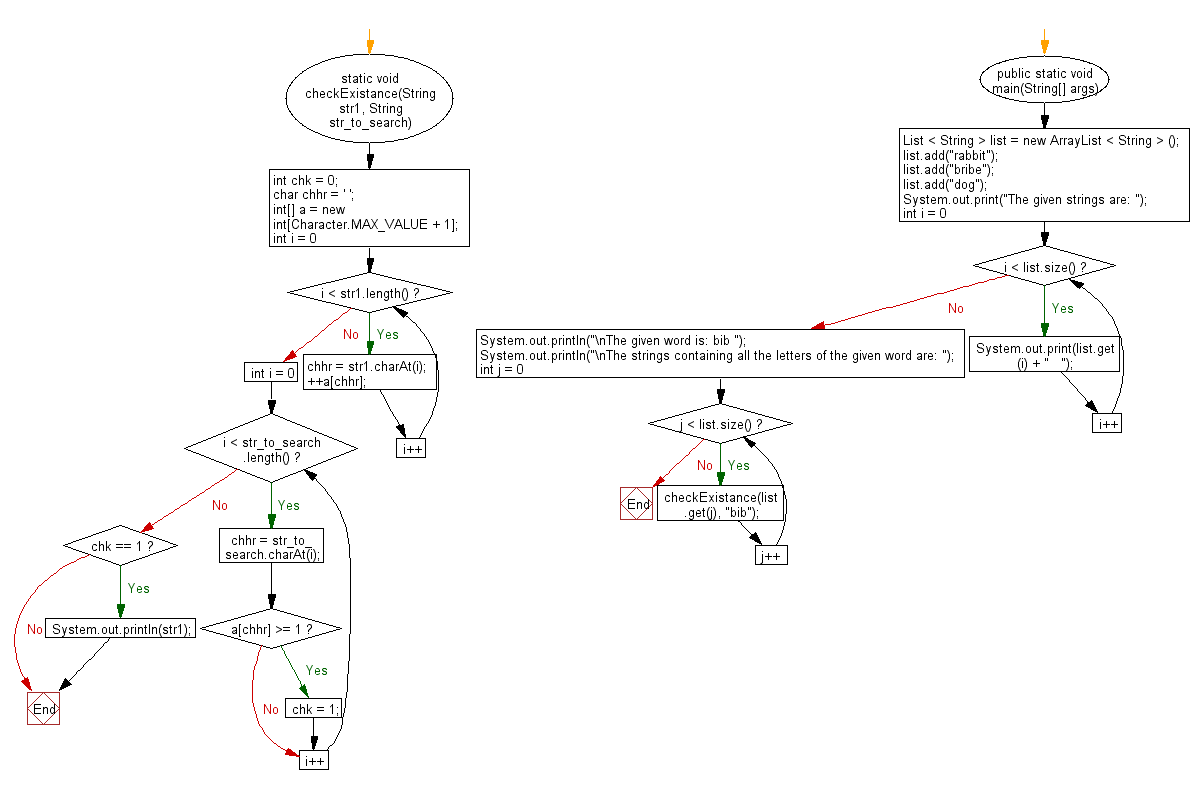 static void
checkExistance(String
str1, String
str_to_search)
int chk = 0;
char chhr = ' ';
int[] a = new
int[Character.MAX_VALUE + 1];
int i = 0
i < str1.length() ?
No
Yes
int i = 0
chhr = str1.charAt(i);
++a[chhr];
i++
i < str_to_search
.length() ?
No
Yes
chk == 1 ?
chhr = str_to_
search.charAt(i);
Yes
No
System.out.println(str1);
a[chhr] >= 1 ?
Yes
End
No
chk = 1;
i++
public static void
main(String[] args)
List < String > list = new ArrayList < String > ();
list.add("rabbit");
list.add("bribe");
list.add("dog");
System.out.print("The given strings are: ");
int i = 0
i < list.size() ?
No
Yes
System.out.println("\nThe given word is: bib ");
System.out.println("\nThe strings containing all the letters of the given word are: ");
int j = 0
System.out.print(list.get
(i) + "   ");
i++
j < list.size() ?
No
Yes
End
checkExistance(list
.get(j), "bib");
j++